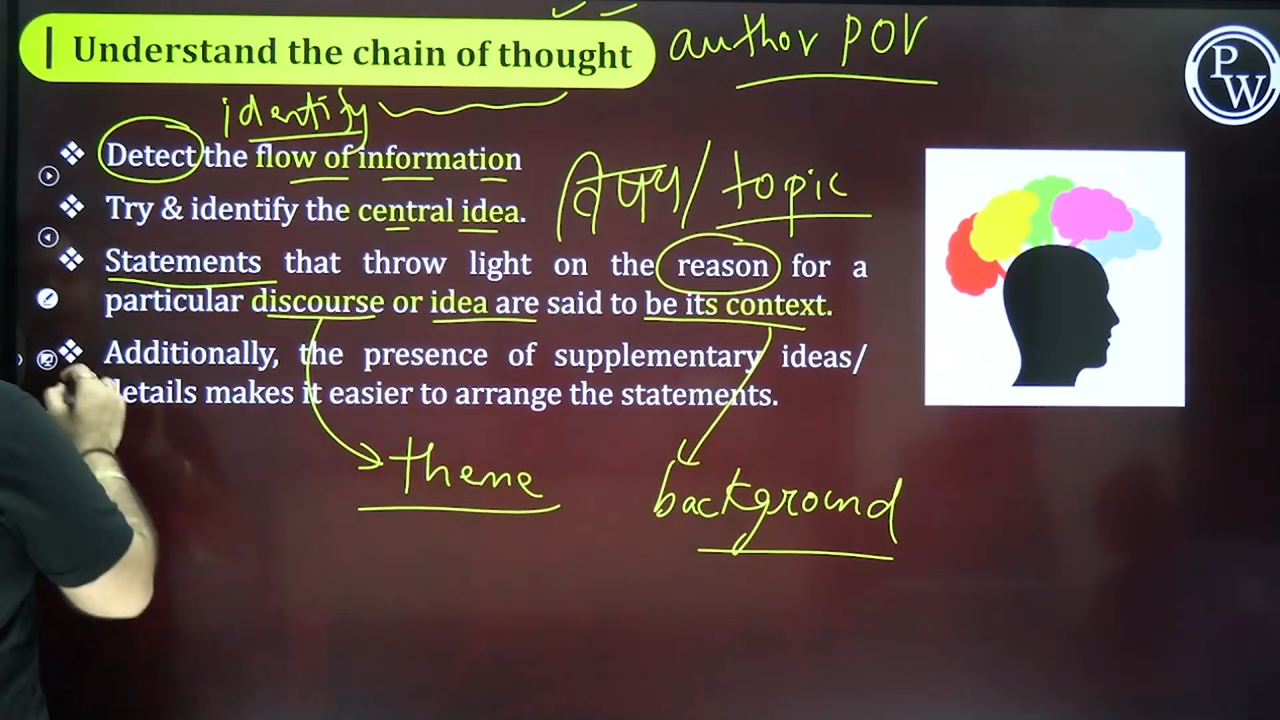 Understand the chain of thought
author POV
PW
identify
❖ Detect the flow of information
❖ Try & identify the central idea.
विषय/topic
❖ Statements that throw light on the reason for a
particular discourse or idea are said to be its context.
❖ Additionally, the presence of supplementary ideas/
details makes it easier to arrange the statements.
theme
background